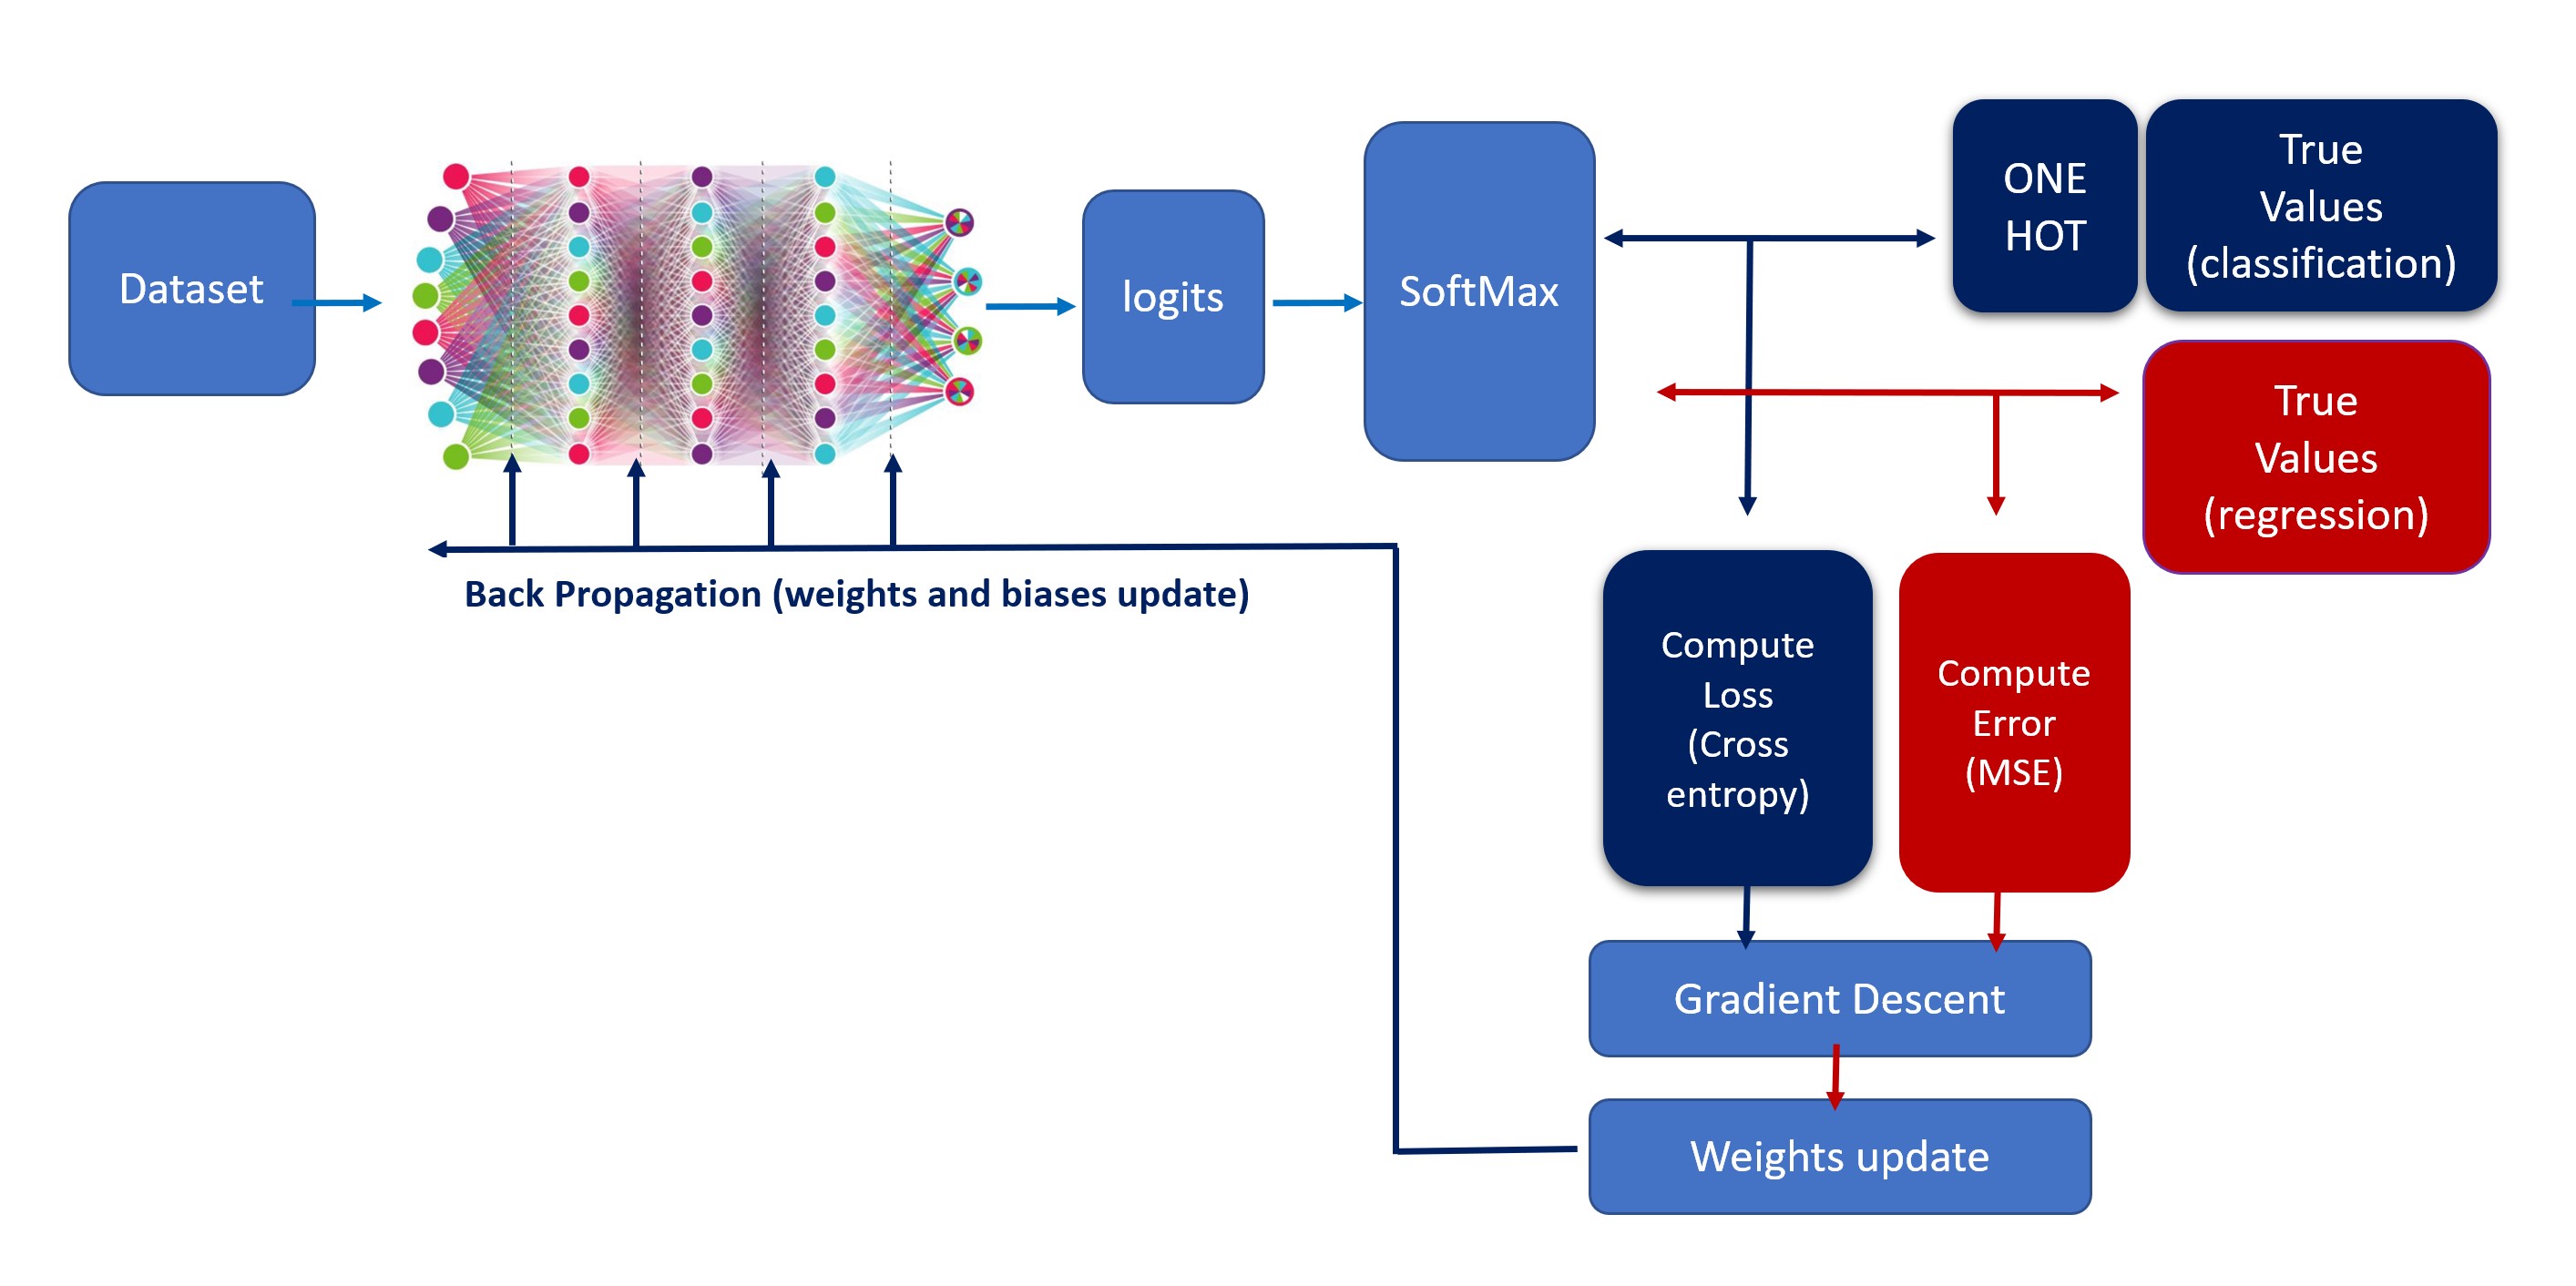 Dataset
logits
SoftMax
ONE
HOT
True
Values
(classification)
True
Values
(regression)
Back Propagation (weights and biases update)
Compute
Loss
(Cross
entropy)
Compute
Error
(MSE)
Gradient Descent
Weights update